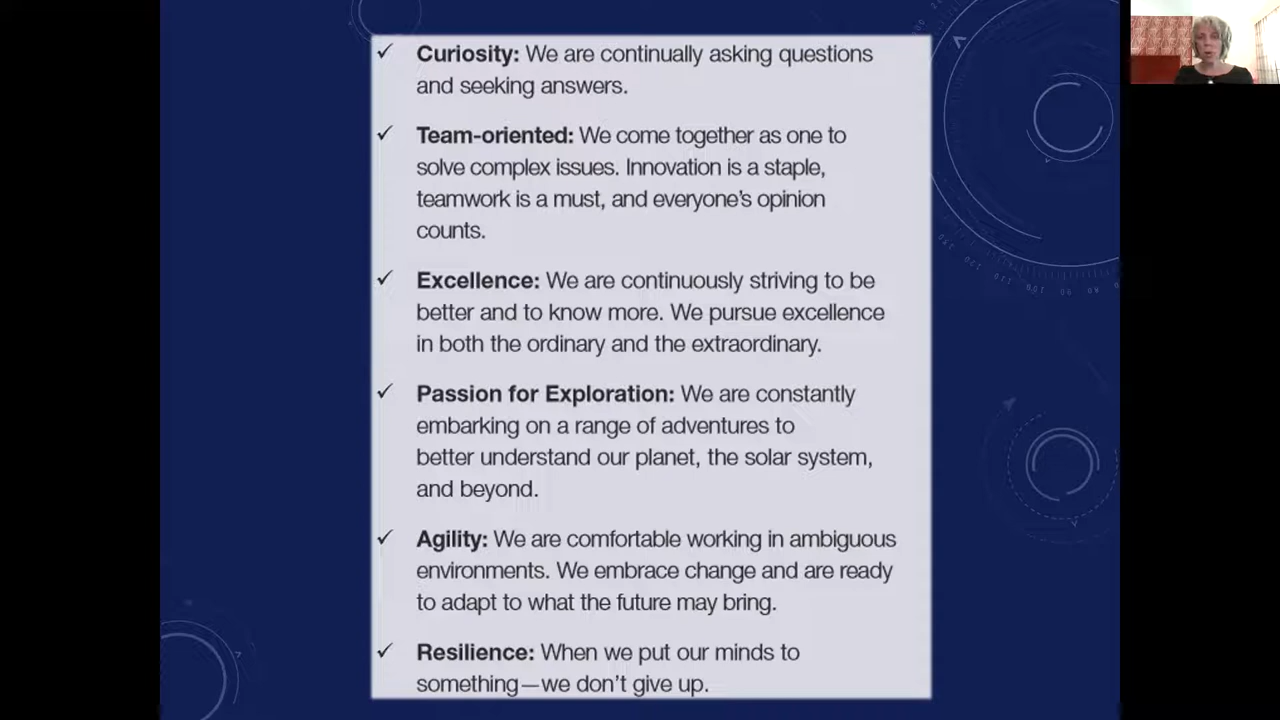 ✓ Curiosity: We are continually asking questions
and seeking answers.
✓ Team-oriented: We come together as one to
solve complex issues. Innovation is a staple,
teamwork is a must, and everyone's opinion
counts.
✓ Excellence: We are continuously striving to be
better and to know more. We pursue excellence
in both the ordinary and the extraordinary.
✓ Passion for Exploration: We are constantly
embarking on a range of adventures to
better understand our planet, the solar system,
and beyond.
✓ Agility: We are comfortable working in ambiguous
environments. We embrace change and are ready
to adapt to what the future may bring.
✓ Resilience: When we put our minds to
something—we don't give up.